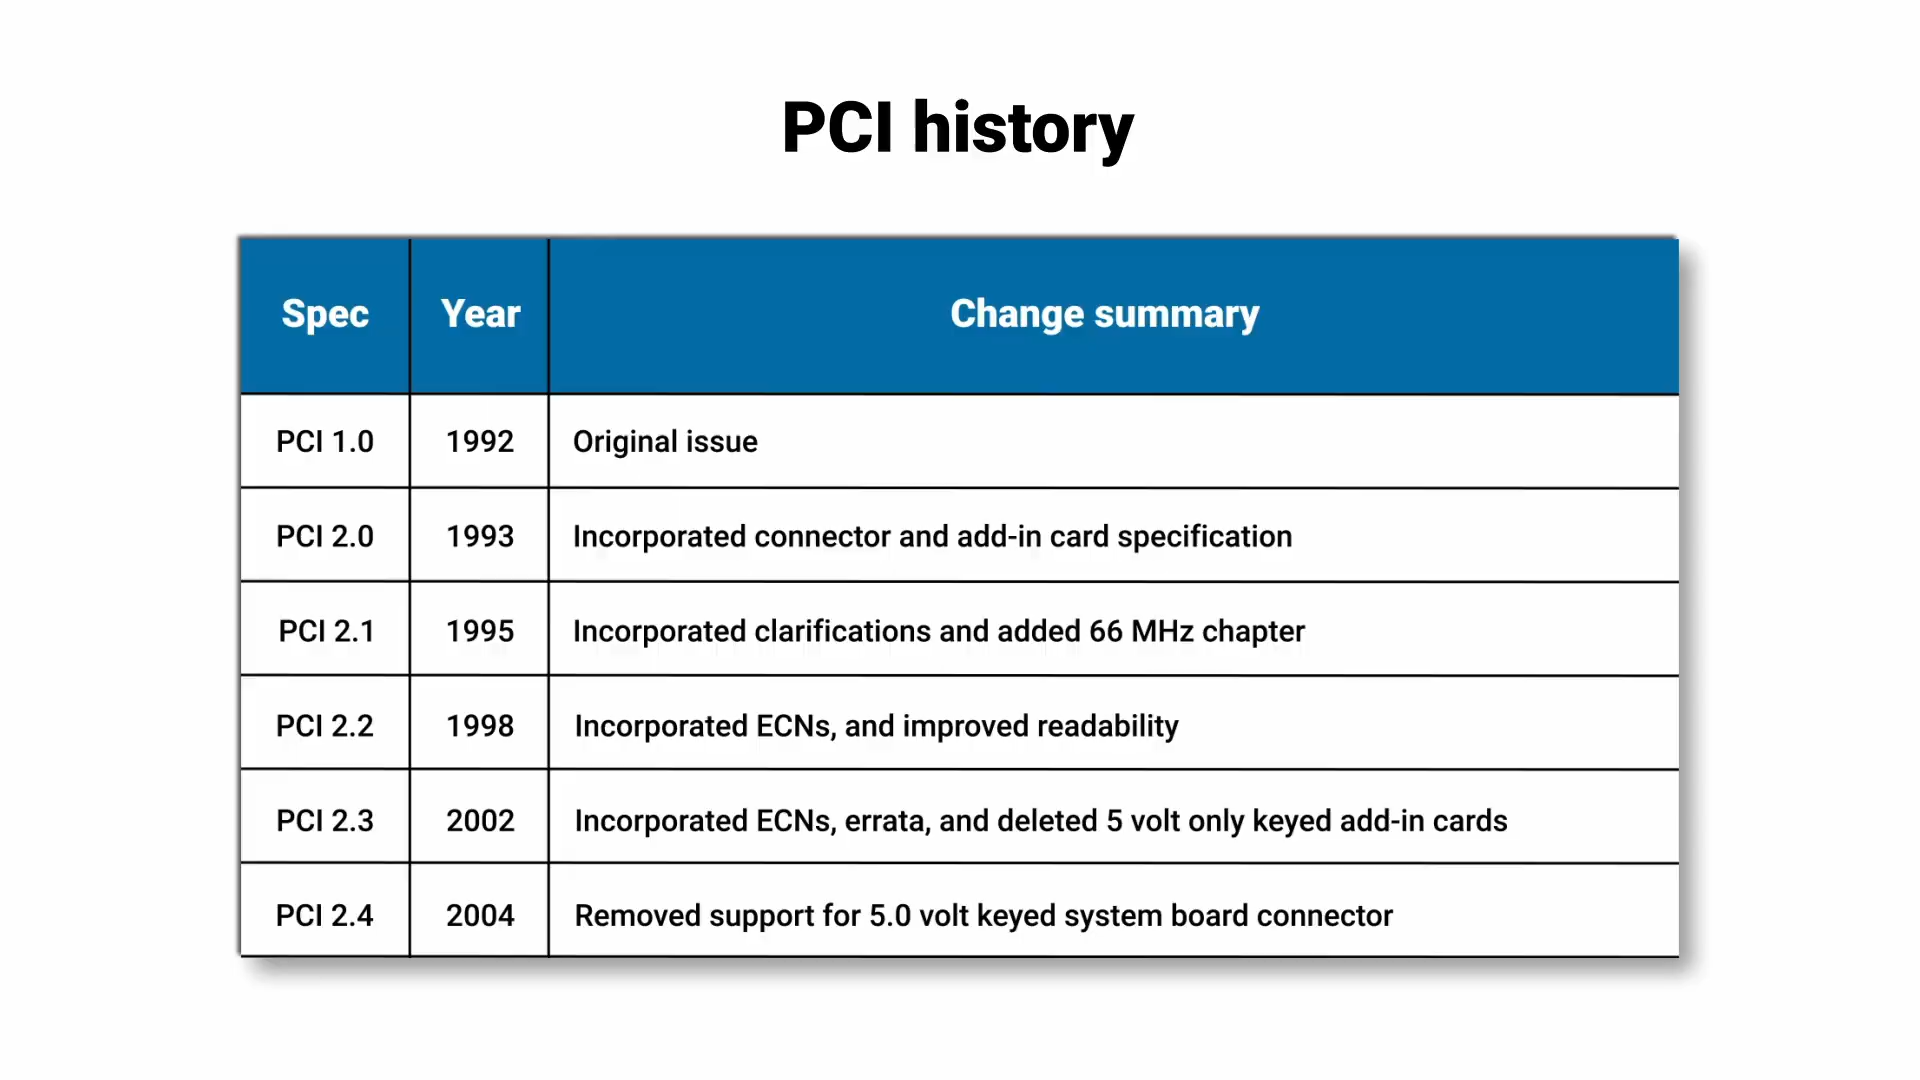 PCI history
Spec Year Change summary
PCI 1.0 1992 Original issue
PCI 2.0 1993 Incorporated connector and add-in card specification
PCI 2.1 1995 Incorporated clarifications and added 66 MHz chapter
PCI 2.2 1998 Incorporated ECNs, and improved readability
PCI 2.3 2002 Incorporated ECNs, errata, and deleted 5 volt only keyed add-in cards
PCI 2.4 2004 Removed support for 5.0 volt keyed system board connector